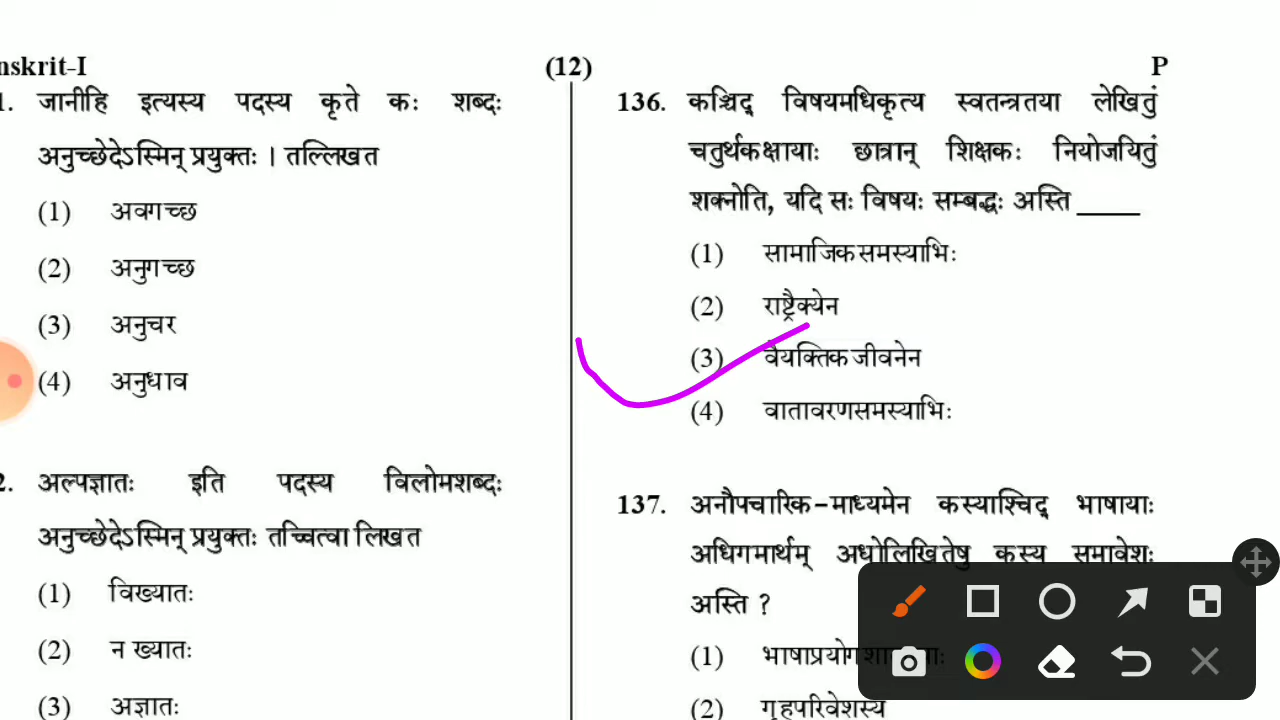 nskrit-I
(12)
P
1. जानीहि इत्यस्य पदस्य कृते कः शब्दः
अनुच्छेदेऽस्मिन् प्रयुक्तः । तल्लिखत
(1) अवगच्छ
(2) अनुगच्छ
(3) अनुचर
(4) अनुधाव
2. अल्पज्ञातः इति पदस्य विलोमशब्दः
अनुच्छेदेऽस्मिन् प्रयुक्तः तच्चित्वा लिखत
(1) विख्यातः
(2) न ख्यातः
(3) अज्ञातः
136. कञ्चिद् विषयमधिकृत्य स्वतन्त्रतया लेखितुं
चतुर्थकक्षायाः छात्रान् शिक्षकः नियोजयितुं
शक्नोति, यदि सः विषयः सम्बद्धः अस्ति _____
(1) सामाजिकसमस्याभिः
(2) राष्ट्रैक्येन
(3) वैयक्तिकजीवनेन
(4) वातावरणसमस्याभिः
137. अनौपचारिक-माध्यमेन कस्याश्चिद् भाषायाः
अधिगमार्थम् अधोलिखितेषु कस्य समावेशः
अस्ति ?
(1)
(2) गृहपरिवेशस्य